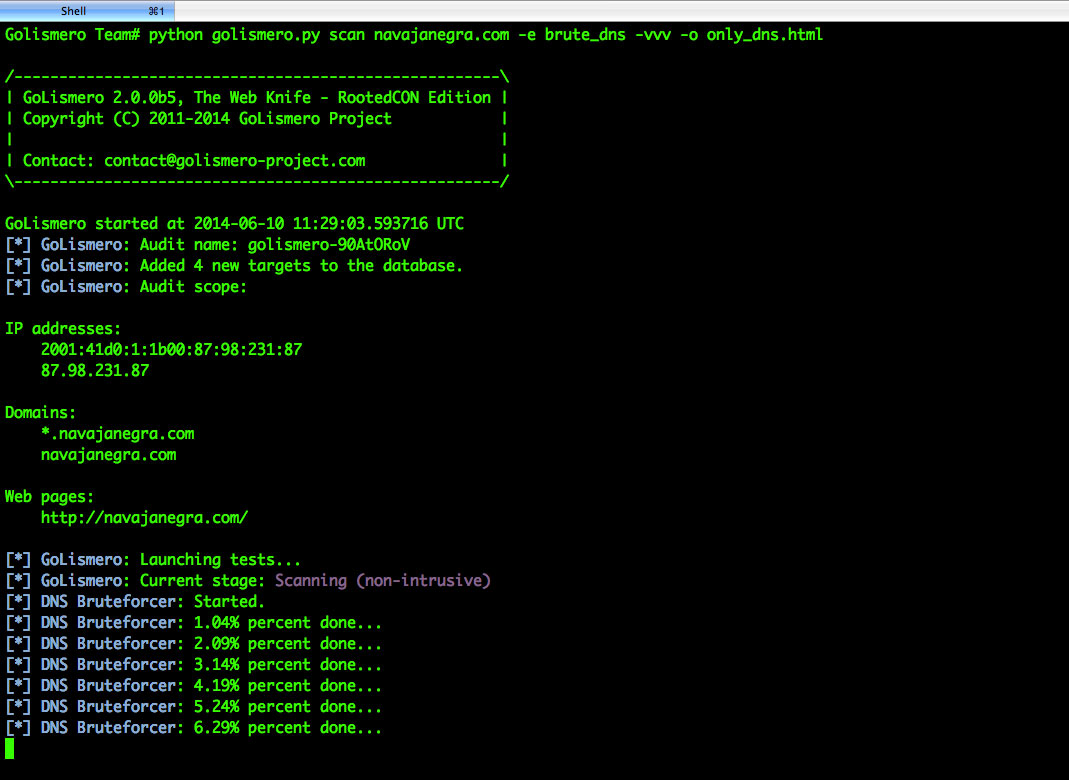 Shell ⌘1
Golismero Team# python golismero.py scan navajanegra.com -e brute_dns -vvv -o only_dns.html
/------------------------------------------------------\
| GoLismero 2.0.0b5, The Web Knife - RootedCON Edition |
| Copyright (C) 2011-2014 GoLismero Project            |
|                                                      |
| Contact: contact@golismero-project.com               |
\------------------------------------------------------/
GoLismero started at 2014-06-10 11:29:03.593716 UTC
[*] GoLismero: Audit name: golismero-90AtORoV
[*] GoLismero: Added 4 new targets to the database.
[*] GoLismero: Audit scope:
IP addresses:
    2001:41d0:1:1b00:87:98:231:87
    87.98.231.87
Domains:
    *.navajanegra.com
    navajanegra.com
Web pages:
    http://navajanegra.com/
[*] GoLismero: Launching tests...
[*] GoLismero: Current stage: Scanning (non-intrusive)
[*] DNS Bruteforcer: Started.
[*] DNS Bruteforcer: 1.04% percent done...
[*] DNS Bruteforcer: 2.09% percent done...
[*] DNS Bruteforcer: 3.14% percent done...
[*] DNS Bruteforcer: 4.19% percent done...
[*] DNS Bruteforcer: 5.24% percent done...
[*] DNS Bruteforcer: 6.29% percent done...